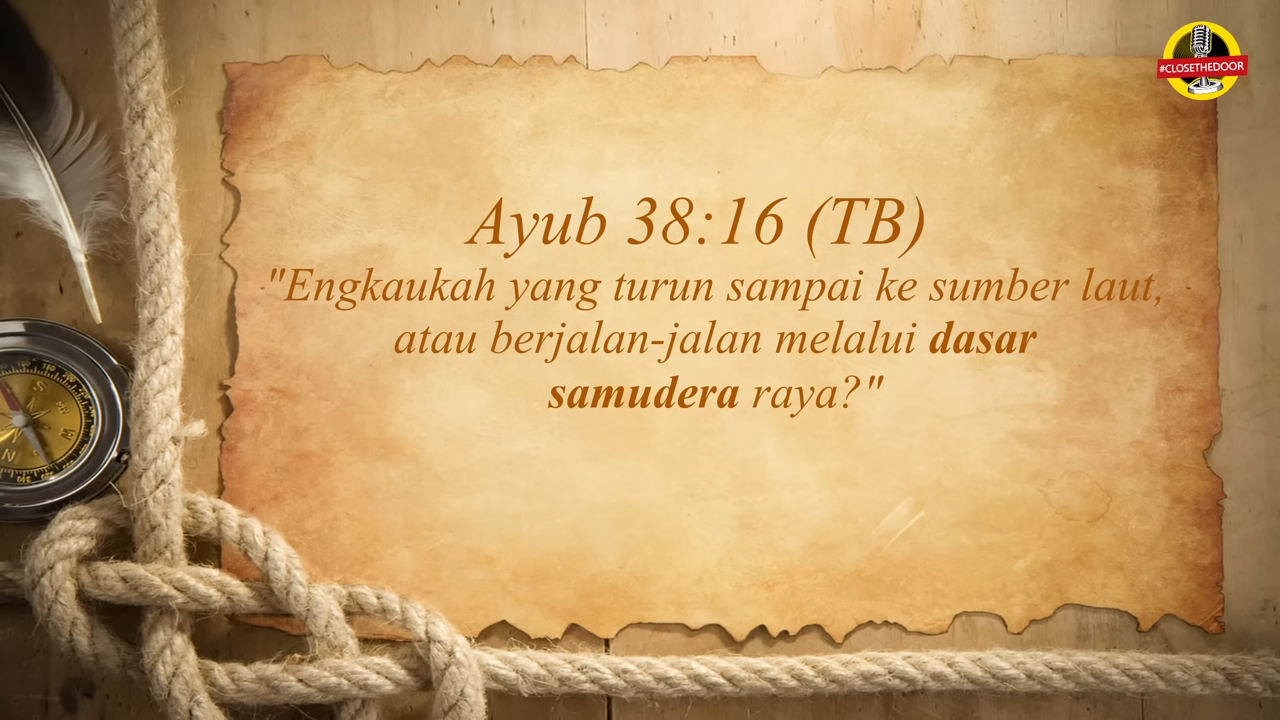 #CLOSETHEDOOR
Ayub 38:16 (TB)
"Engkaukah yang turun sampai ke sumber laut,
atau berjalan-jalan melalui dasar
samudera raya?"